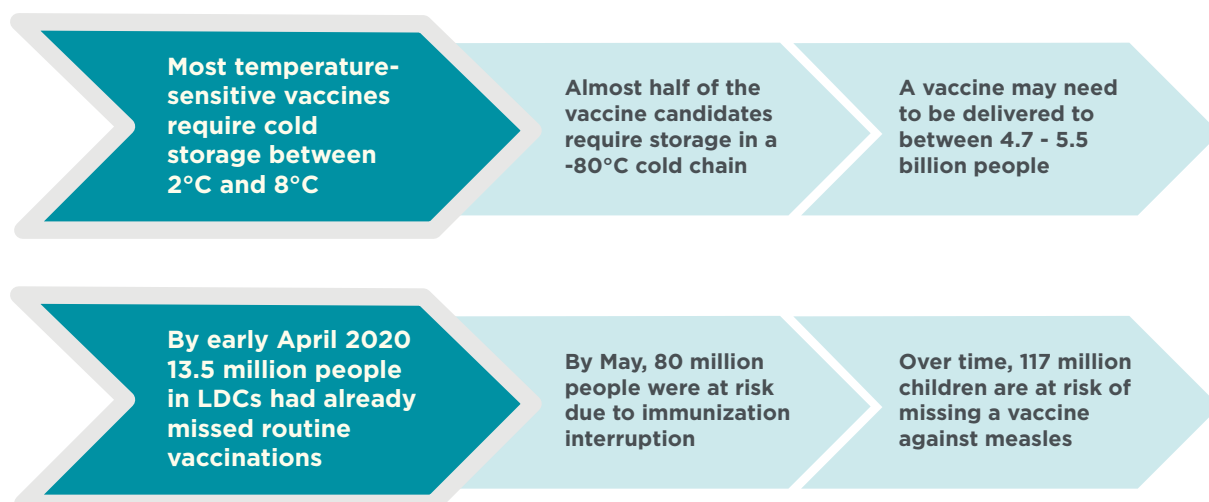 Most temperature-
sensitive vaccines
require cold
storage between
2°C and 8°C
Almost half of the
vaccine candidates
require storage in a
-80°C cold chain
A vaccine may need
to be delivered to
between 4.7 - 5.5
billion people
By early April 2020
13.5 million people
in LDCs had already
missed routine
vaccinations
By May, 80 million
people were at risk
due to immunization
interruption
Over time, 117 million
children are at risk of
missing a vaccine
against measles